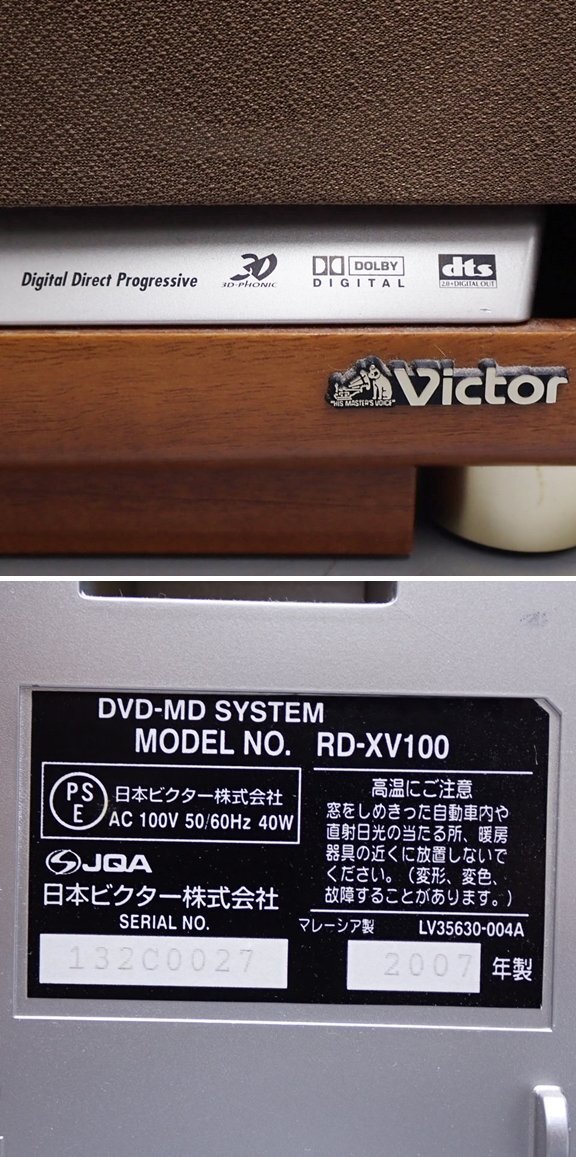 Digital Direct Progressive
3D
3D-PHONIC
DOLBY
DIGITAL
dts
2.0+DIGITAL OUT
"HIS MASTER'S VOICE"
Victor
DVD-MD SYSTEM
MODEL NO. RD-XV100
PS
E
日本ビクター株式会社
AC 100V 50/60Hz 40W
JQA
日本ビクター株式会社
SERIAL NO.
132C0027
高温にご注意
窓をしめきった自動車内や
直射日光の当たる所、暖房
器具の近くに放置しないで
ください。（変形、変色、
故障することがあります。）
マレーシア製 LV35630-004A
2007 年製